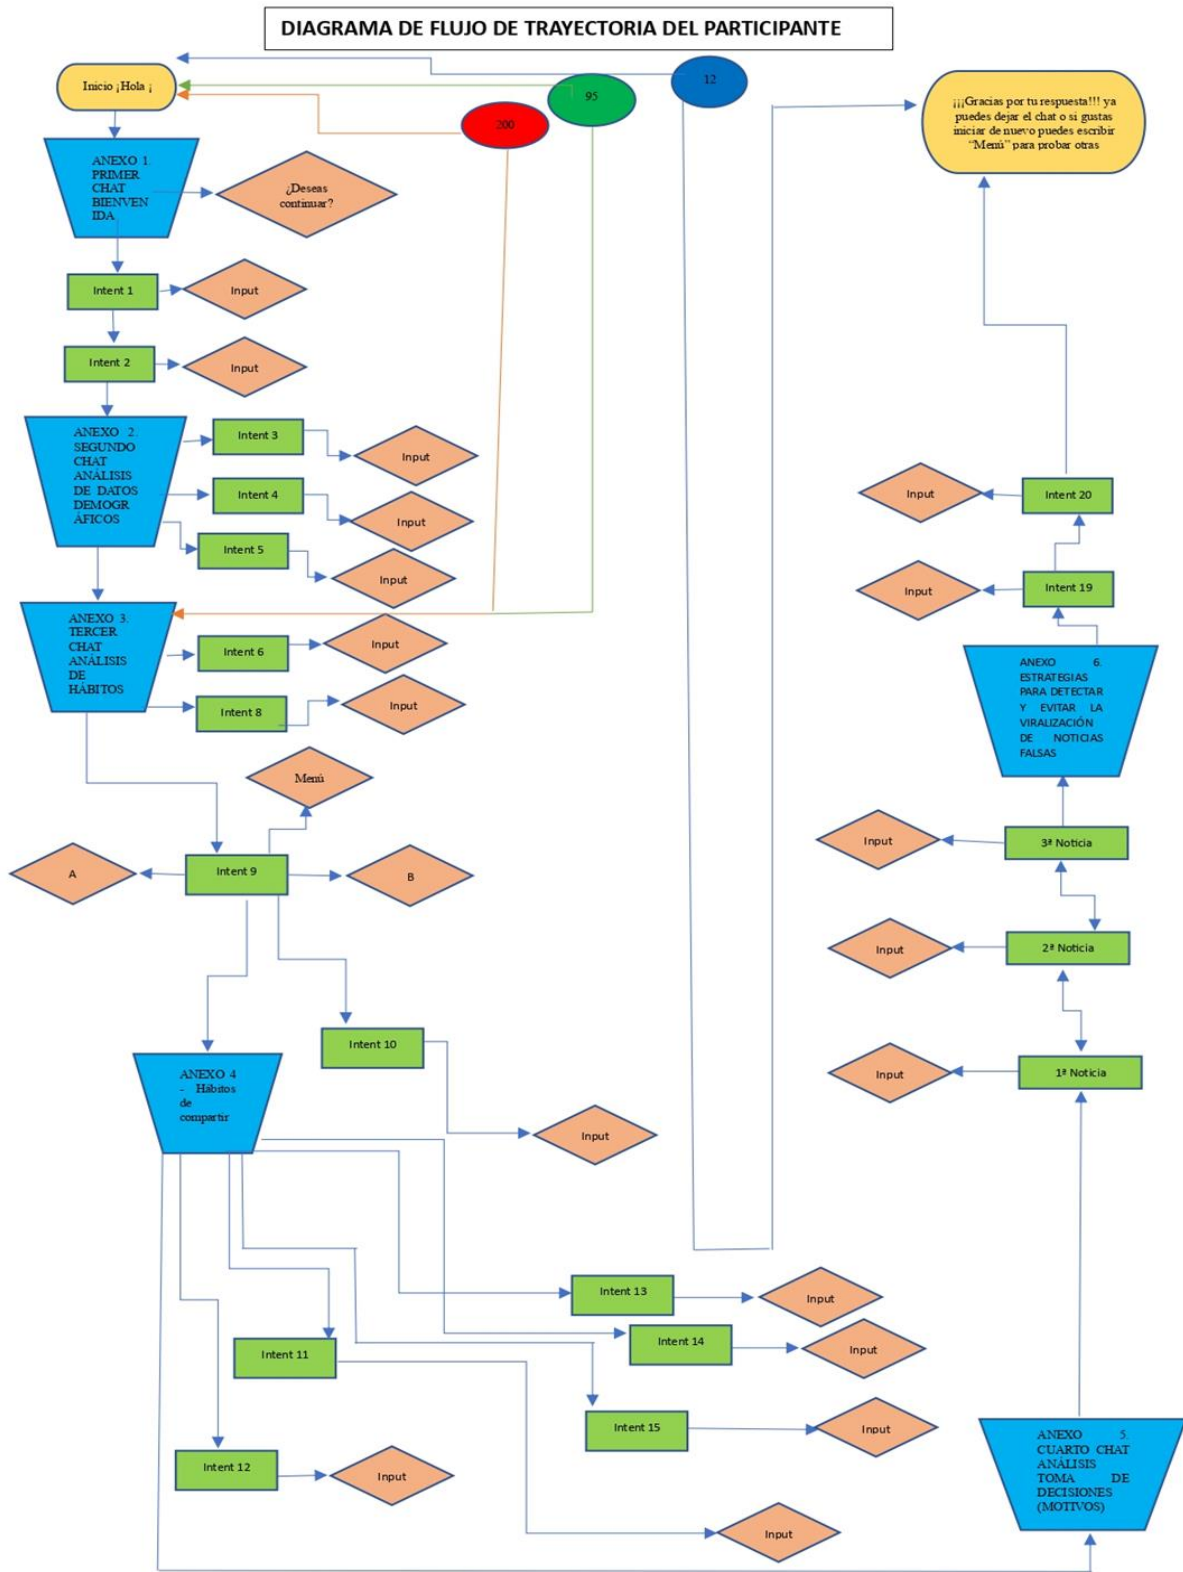 DIAGRAMA DE FLUJO DE TRAYECTORIA DEL PARTICIPANTE
Inicio ¡Hola ¡
200
95
12
¡¡¡Gracias por tu respuesta!!! ya
puedes dejar el chat o si gustas
iniciar de nuevo puedes escribir
“Menú” para probar otras
ANEXO 1.
PRIMER
CHAT
BIENVEN
IDA
¿Deseas
continuar?
Intent 1
Input
Intent 2
Input
ANEXO 2.
SEGUNDO
CHAT
ANÁLISIS
DE DATOS
DEMOGR
ÁFICOS
Intent 3
Input
Intent 4
Input
Intent 5
Input
ANEXO 3.
TERCER
CHAT
ANÁLISIS
DE
HÁBITOS
Intent 6
Input
Intent 8
Input
Menú
A
Intent 9
B
Intent 10
Input
ANEXO 4
- Hábitos
de
compartir
Intent 13
Input
Intent 14
Input
Intent 11
Intent 15
Input
Intent 12
Input
Input
ANEXO 5.
CUARTO CHAT
ANÁLISIS
TOMA DE
DECISIONES
(MOTIVOS)
Input
1ª Noticia
Input
2ª Noticia
Input
3ª Noticia
ANEXO 6.
ESTRATEGIAS
PARA DETECTAR
Y EVITAR LA
VIRALIZACIÓN
DE NOTICIAS
FALSAS
Input
Intent 19
Input
Intent 20